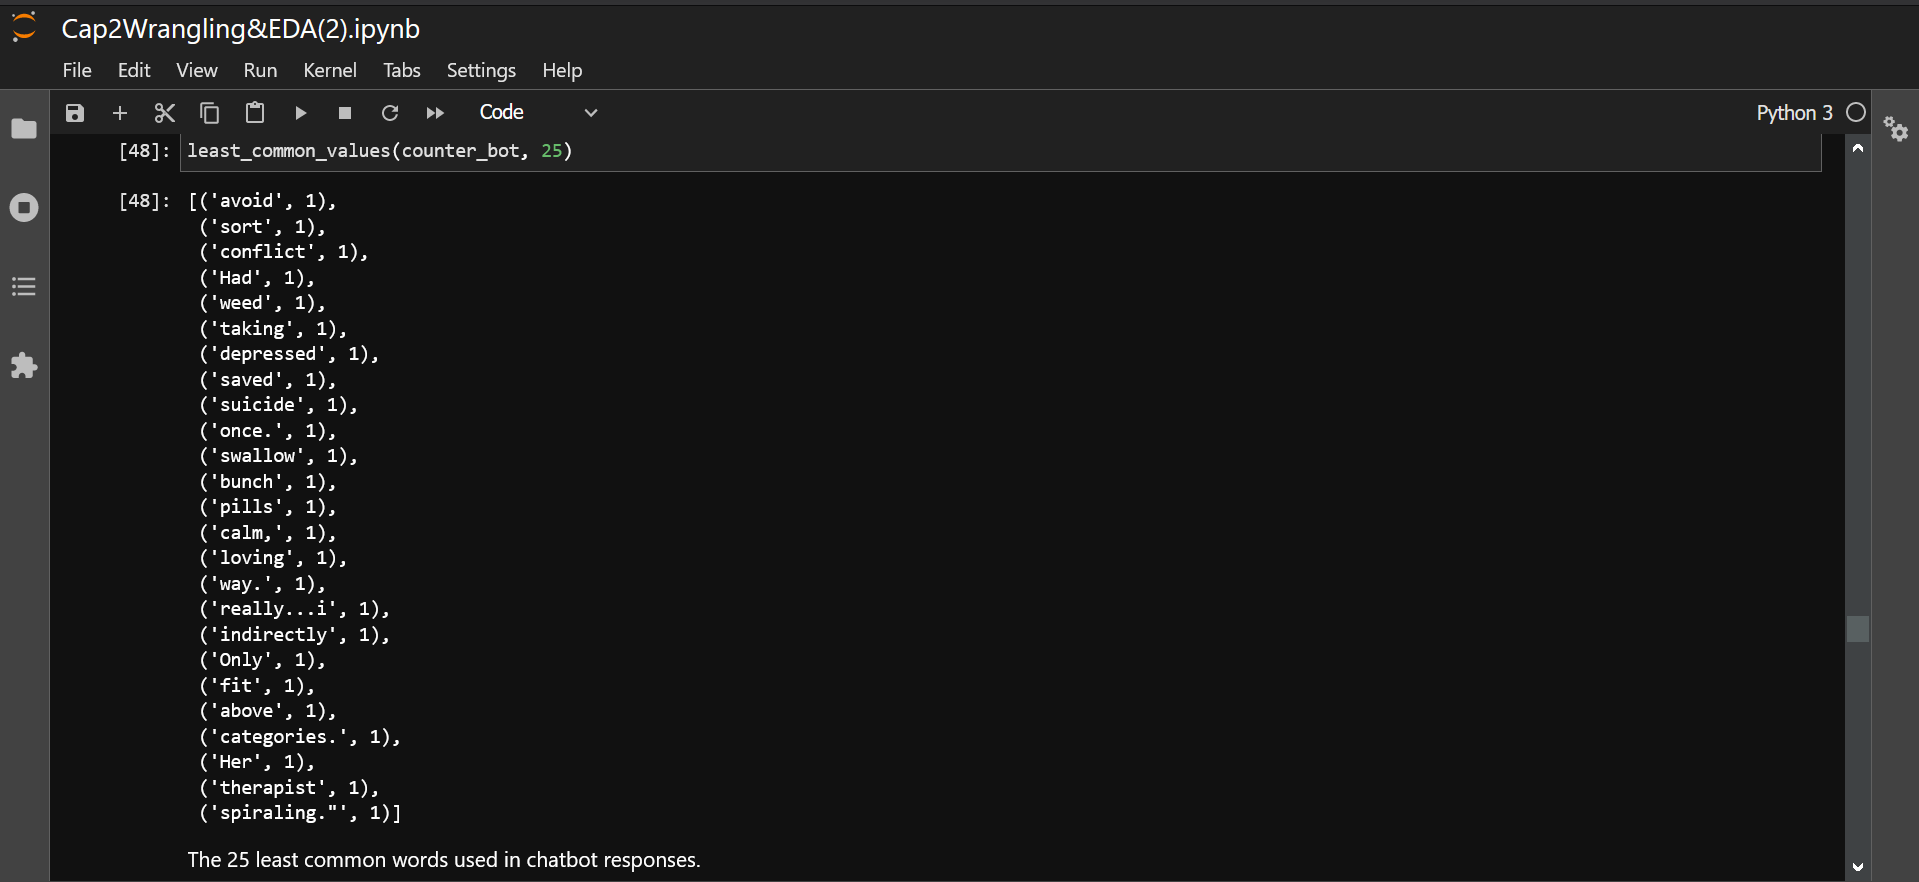 Cap2Wrangling&EDA(2).ipynb
File Edit View Run Kernel Tabs Settings Help
Code Python 3
[48]: least_common_values(counter_bot, 25)
[48]: [('avoid', 1),
('sort', 1),
('conflict', 1),
('Had', 1),
('weed', 1),
('taking', 1),
('depressed', 1),
('saved', 1),
('suicide', 1),
('once.', 1),
('swallow', 1),
('bunch', 1),
('pills', 1),
('calm,', 1),
('loving', 1),
('way.', 1),
('really...i', 1),
('indirectly', 1),
('Only', 1),
('fit', 1),
('above', 1),
('categories.', 1),
('Her', 1),
('therapist', 1),
('spiraling."', 1)]
The 25 least common words used in chatbot responses.